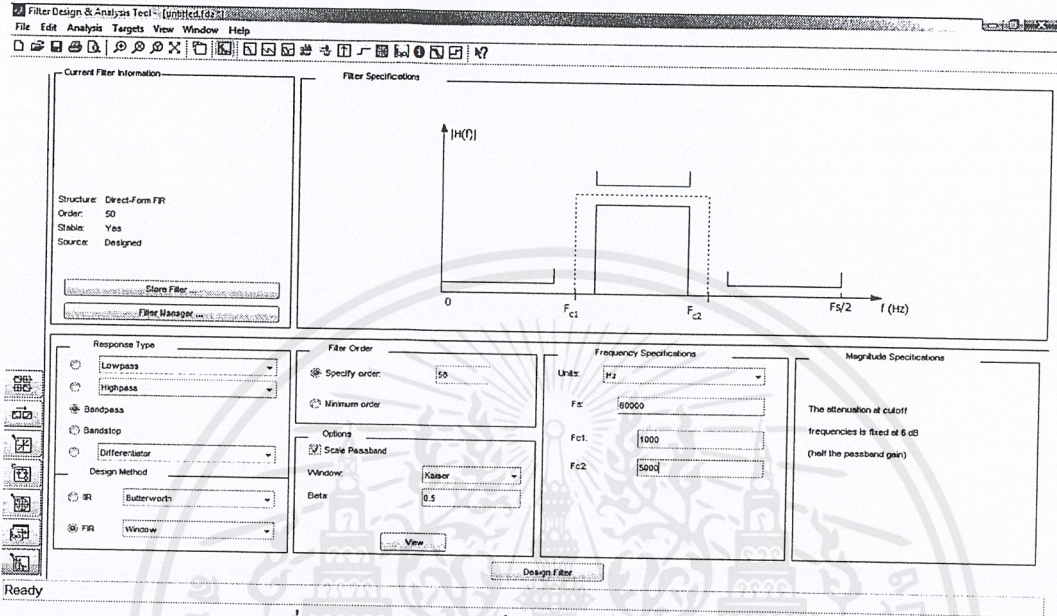 Filter Design & Analysis Tool - [untitled.fda *]
File Edit Analysis Targets View Window Help
Current Filter Information
Structure: Direct-Form FIR
Order: 50
Stable: Yes
Source: Designed
Store Filter ...
Filter Manager ...
Filter Specifications
|H(f)|
0
Fc1
Fc2
Fs/2
f (Hz)
Response Type
Lowpass
Highpass
Bandpass
Bandstop
Differentiator
Design Method
IIR Butterworth
FIR Window
Filter Order
Specify order: 50
Minimum order
Options
Scale Passband
Window: Kaiser
Beta: 0.5
View
Frequency Specifications
Units: Hz
Fs: 80000
Fc1: 1000
Fc2: 5000
Magnitude Specifications
The attenuation at cutoff
frequencies is fixed at 6 dB
(half the passband gain)
Design Filter
Ready